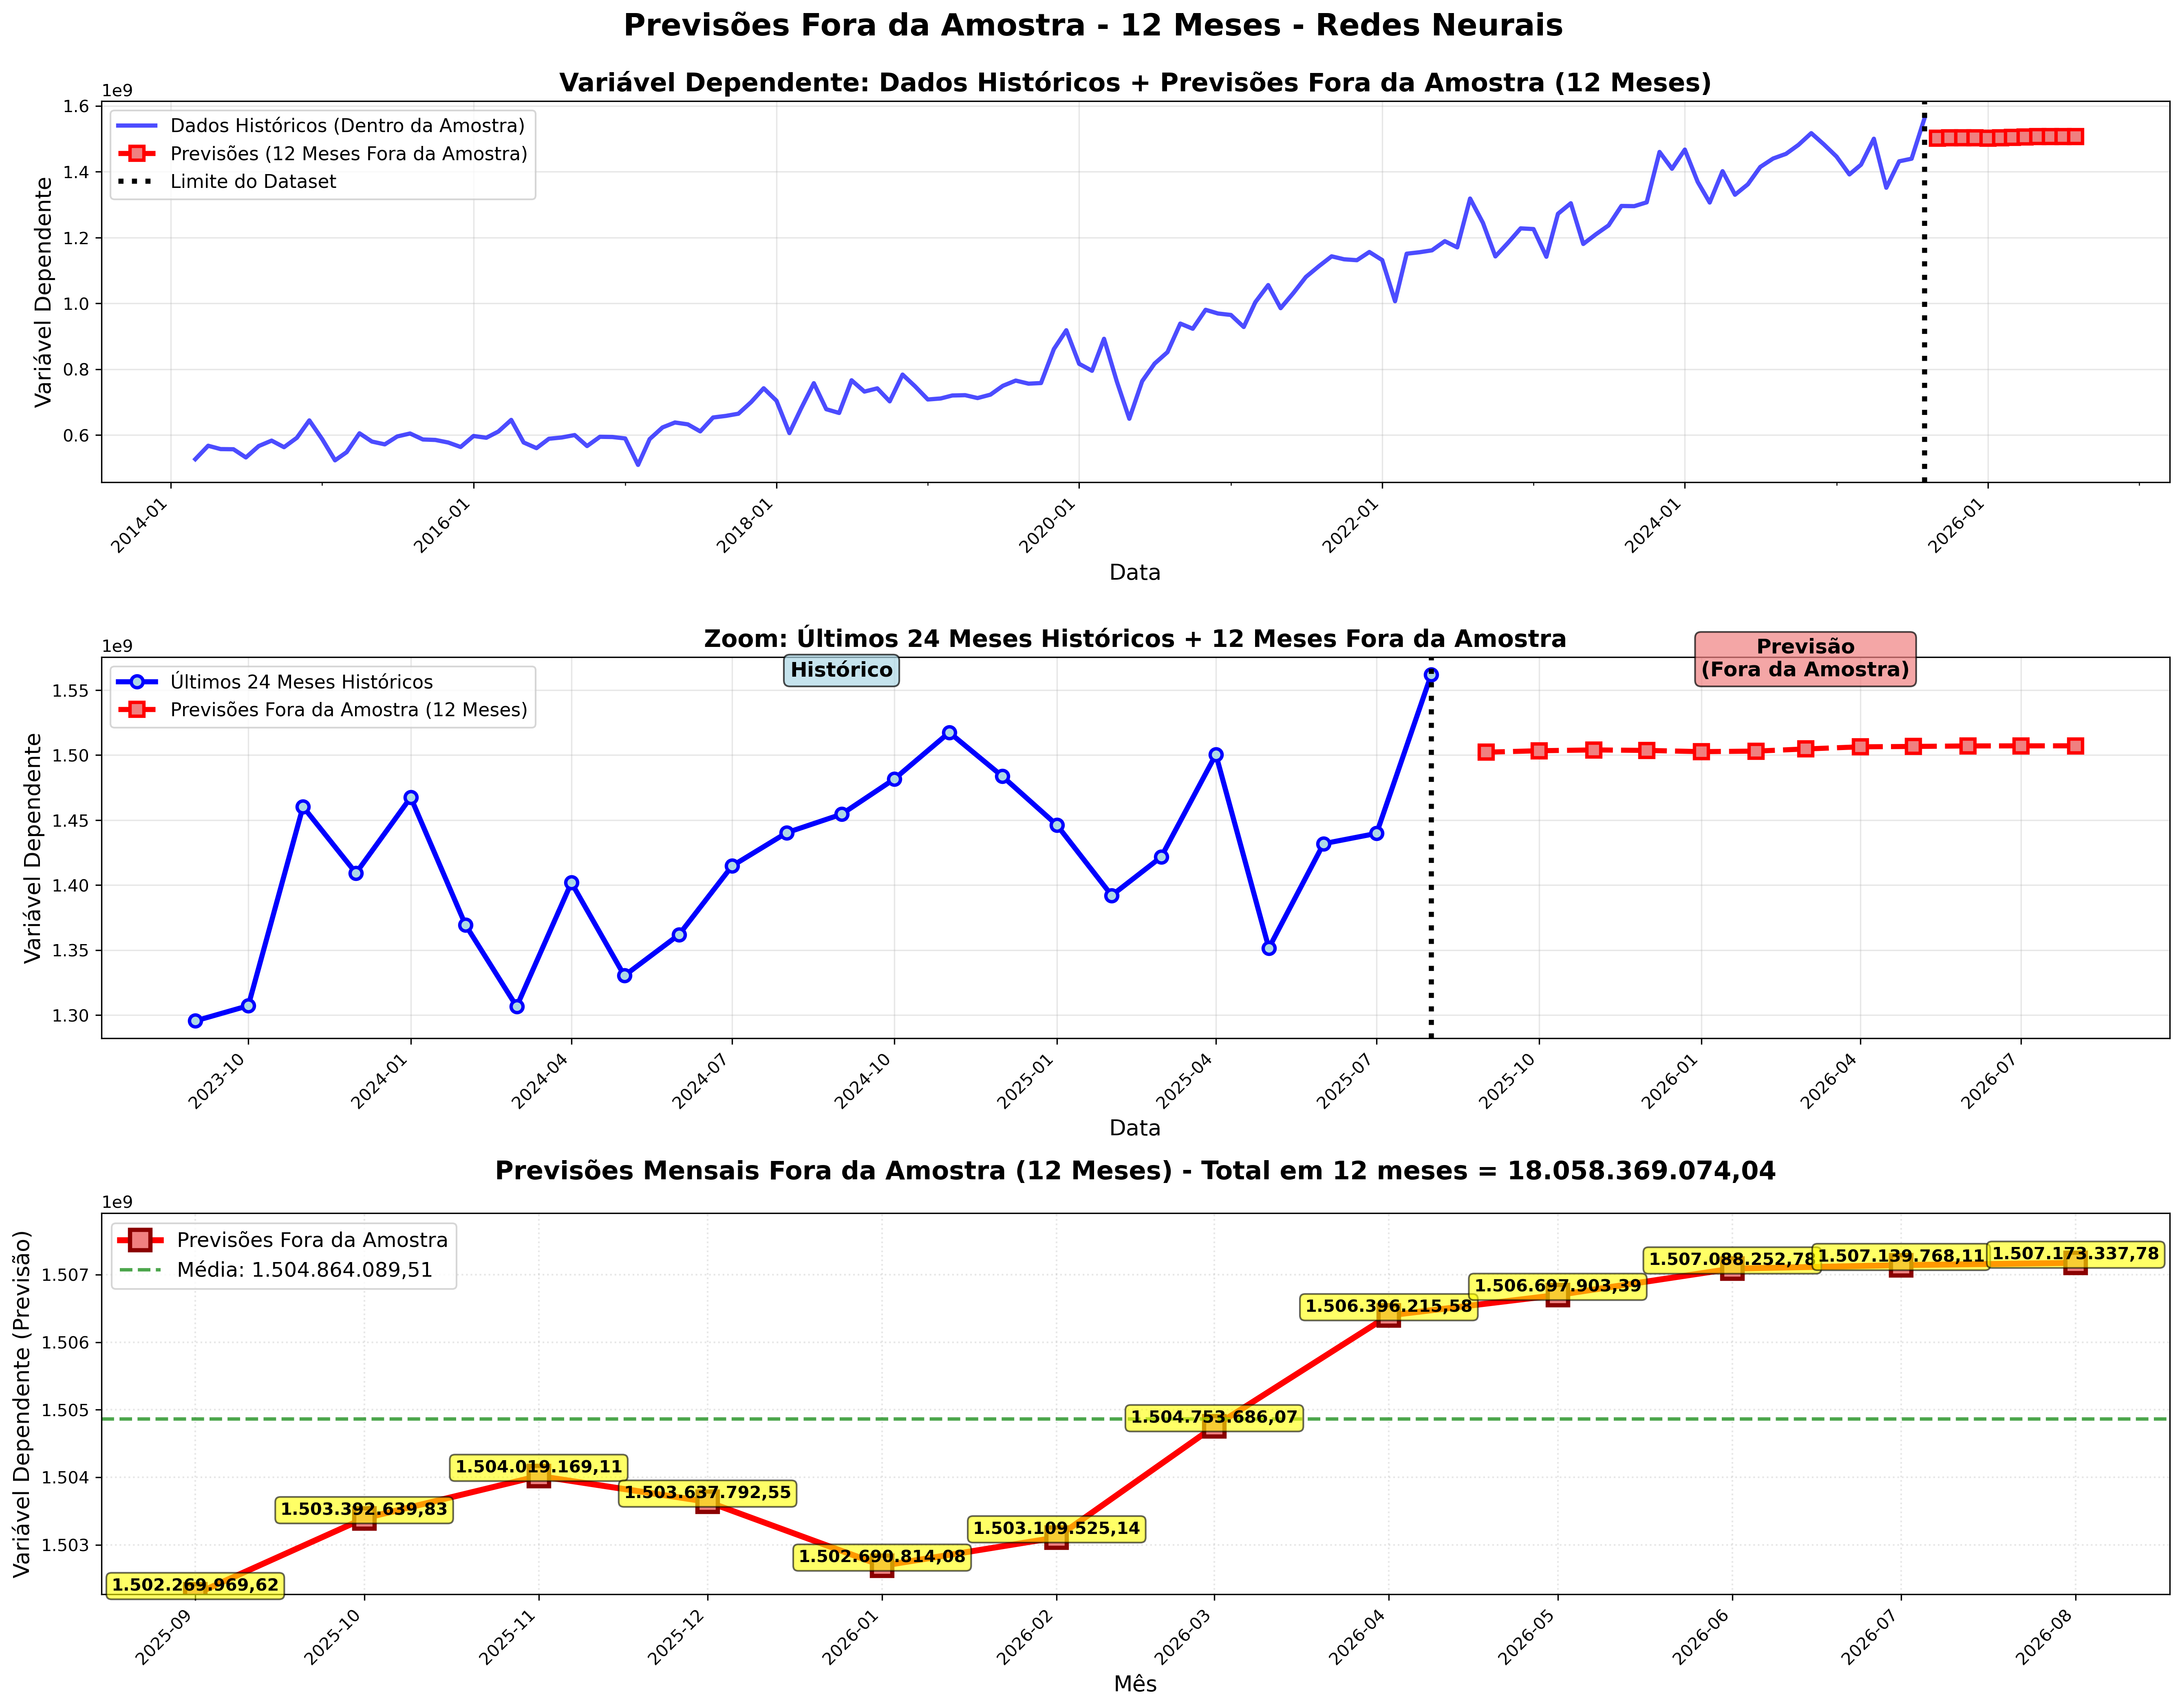 Previsões Fora da Amostra - 12 Meses - Redes Neurais
Variável Dependente: Dados Históricos + Previsões Fora da Amostra (12 Meses)
1e9
Dados Históricos (Dentro da Amostra)
Previsões (12 Meses Fora da Amostra)
Limite do Dataset
Variável Dependente
1.6
1.4
1.2
1.0
0.8
0.6
2014-01
2016-01
2018-01
2020-01
2022-01
2024-01
2026-01
Data
Zoom: Últimos 24 Meses Históricos + 12 Meses Fora da Amostra
1e9
Últimos 24 Meses Históricos
Previsões Fora da Amostra (12 Meses)
Histórico
Previsão
(Fora da Amostra)
Variável Dependente
1.55
1.50
1.45
1.40
1.35
1.30
2023-10
2024-01
2024-04
2024-07
2024-10
2025-01
2025-04
2025-07
2025-10
2026-01
2026-04
2026-07
Data
Previsões Mensais Fora da Amostra (12 Meses) - Total em 12 meses = 18.058.369.074,04
1e9
Previsões Fora da Amostra
Média: 1.504.864.089,51
Variável Dependente (Previsão)
1.507
1.506
1.505
1.504
1.503
1.502.269.969,62
1.503.392.639,83
1.504.019.169,11
1.503.637.792,55
1.502.690.814,08
1.503.109.525,14
1.504.753.686,07
1.506.396.215,58
1.506.697.903,39
1.507.088.252,78
1.507.139.768,11
1.507.173.337,78
2025-09
2025-10
2025-11
2025-12
2026-01
2026-02
2026-03
2026-04
2026-05
2026-06
2026-07
2026-08
Mês